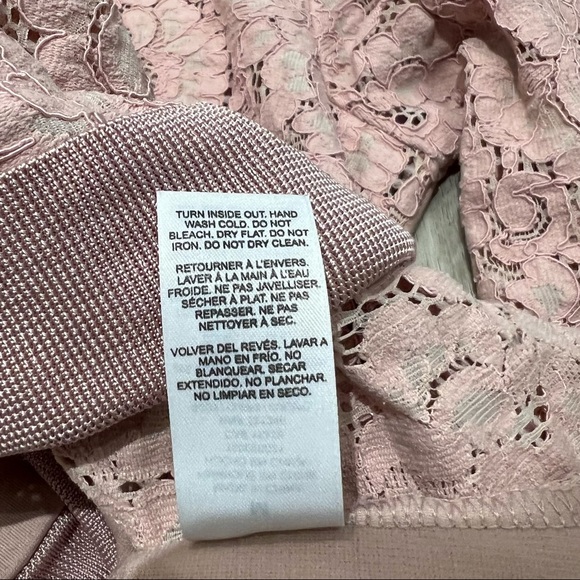 TURN INSIDE OUT. HAND
WASH COLD. DO NOT
BLEACH. DRY FLAT. DO NOT
IRON. DO NOT DRY CLEAN.
RETOURNER À L'ENVERS.
LAVER À LA MAIN À L'EAU
FROIDE. NE PAS JAVELLISER.
SÉCHER À PLAT. NE PAS
REPASSER. NE PAS
NETTOYER À SEC.
VOLVER DEL REVÉS. LAVAR A
MANO EN FRÍO. NO
BLANQUEAR. SECAR
EXTENDIDO. NO PLANCHAR.
NO LIMPIAR EN SECO.